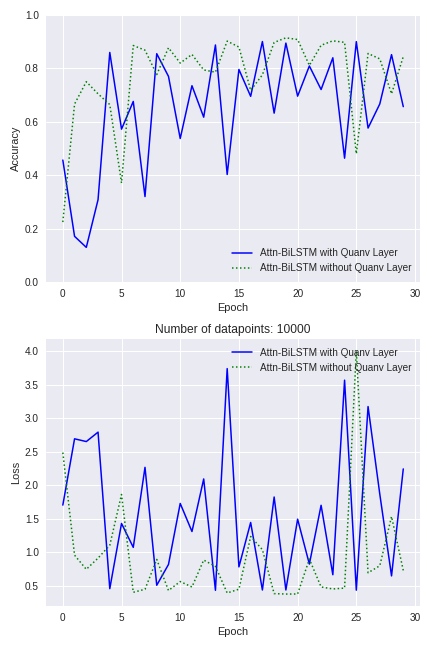 1.0
0.8
0.6
0.4
0.2
0.0
Accuracy
Attn-BiLSTM with Quanv Layer
Attn-BiLSTM without Quanv Layer
0 5 10 15 20 25 30
Epoch
Number of datapoints: 10000
4.0
3.5
3.0
2.5
2.0
1.5
1.0
0.5
Loss
Attn-BiLSTM with Quanv Layer
Attn-BiLSTM without Quanv Layer
0 5 10 15 20 25 30
Epoch